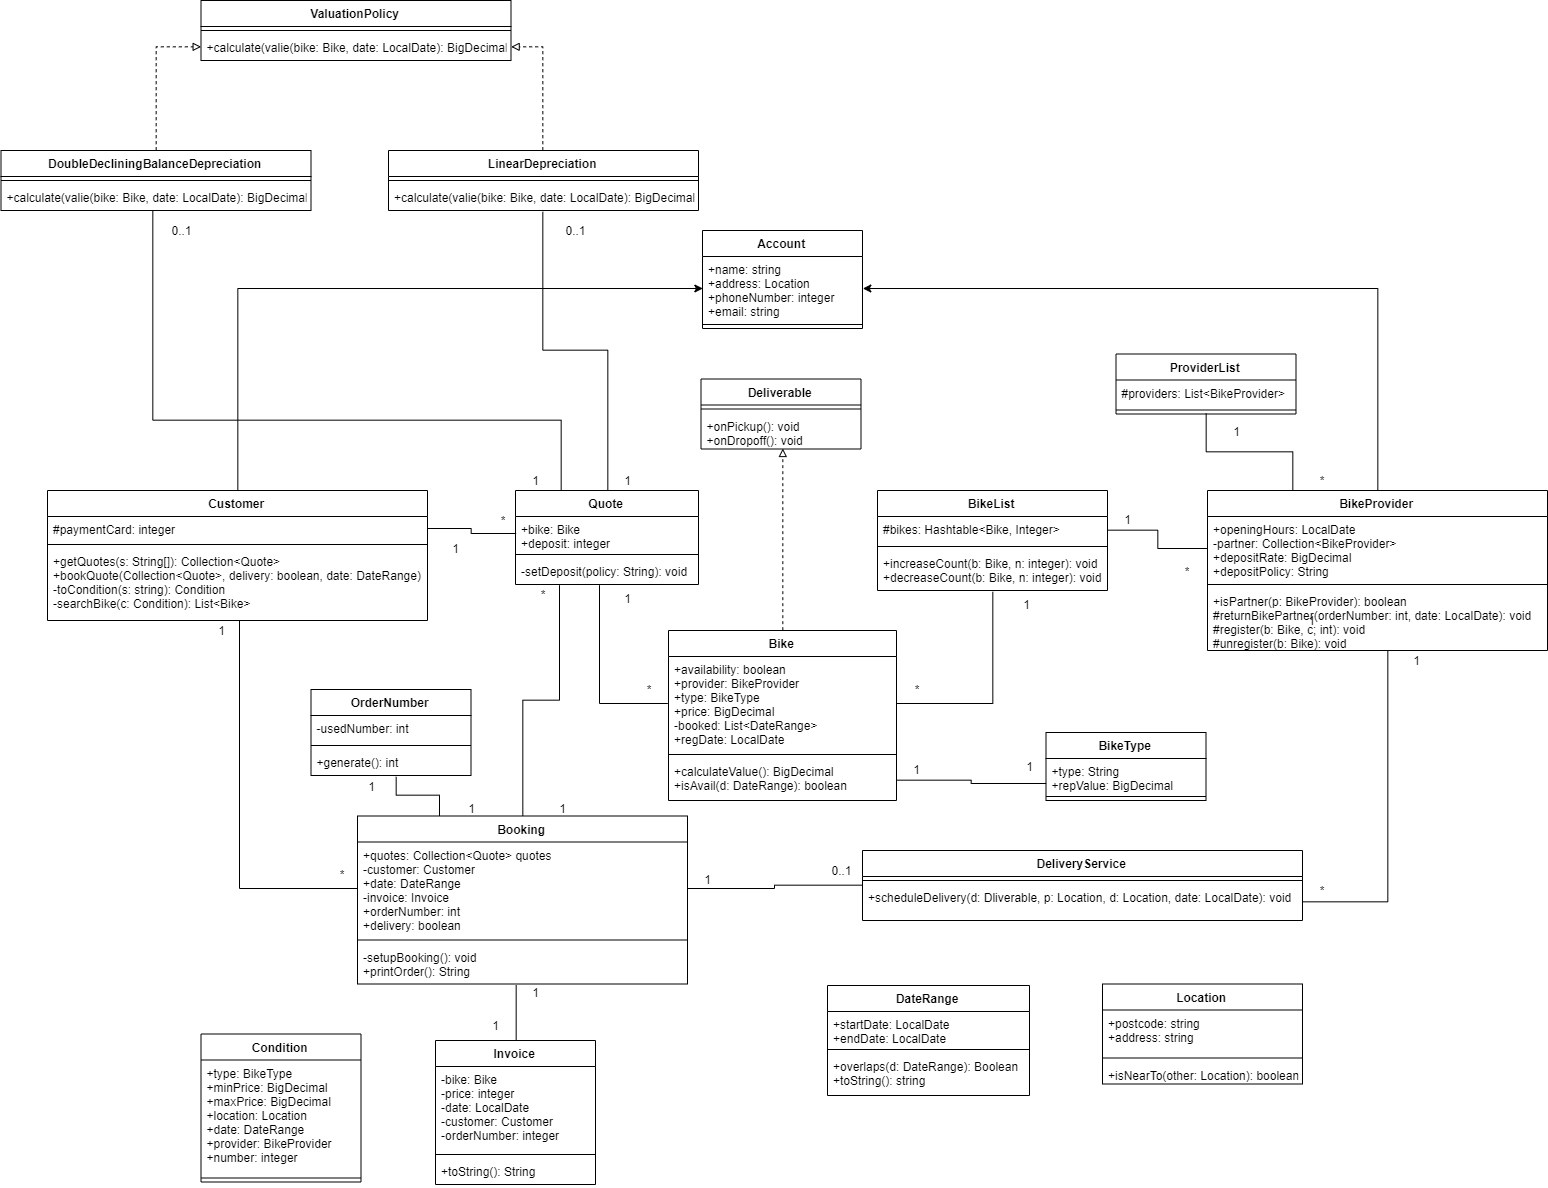 ValuationPolicy
+calculate(valie(bike: Bike, date: LocalDate): BigDecimal
DoubleDecliningBalanceDepreciation
+calculate(valie(bike: Bike, date: LocalDate): BigDecimal
LinearDepreciation
+calculate(valie(bike: Bike, date: LocalDate): BigDecimal
0..1
0..1
Account
+name: string
+address: Location
+phoneNumber: integer
+email: string
Deliverable
+onPickup(): void
+onDropoff(): void
ProviderList
#providers: List<BikeProvider>
1
*
1
1
Customer
#paymentCard: integer
+getQuotes(s: String[]): Collection<Quote>
+bookQuote(Collection<Quote>, delivery: boolean, date: DateRange)
-toCondition(s: string): Condition
-searchBike(c: Condition): List<Bike>
*
1
Quote
+bike: Bike
+deposit: integer
-setDeposit(policy: String): void
*
1
BikeList
#bikes: Hashtable<Bike, Integer>
+increaseCount(b: Bike, n: integer): void
+decreaseCount(b: Bike, n: integer): void
1
*
1
BikeProvider
+openingHours: LocalDate
-partner: Collection<BikeProvider>
+depositRate: BigDecimal
+depositPolicy: String
+isPartner(p: BikeProvider): boolean
#returnBikePartner(orderNumber: int, date: LocalDate): void
#register(b: Bike, c; int): void
#unregister(b: Bike): void
1
1
1
Bike
+availability: boolean
+provider: BikeProvider
+type: BikeType
+price: BigDecimal
-booked: List<DateRange>
+regDate: LocalDate
+calculateValue(): BigDecimal
+isAvail(d: DateRange): boolean
*
*
1
1
BikeType
+type: String
+repValue: BigDecimal
OrderNumber
-usedNumber: int
+generate(): int
1
1
1
Booking
+quotes: Collection<Quote> quotes
-customer: Customer
+date: DateRange
-invoice: Invoice
+orderNumber: int
+delivery: boolean
-setupBooking(): void
+printOrder(): String
*
1
0..1
DeliveryService
+scheduleDelivery(d: Dliverable, p: Location, d: Location, date: LocalDate): void
*
1
1
Condition
+type: BikeType
+minPrice: BigDecimal
+maxPrice: BigDecimal
+location: Location
+date: DateRange
+provider: BikeProvider
+number: integer
Invoice
-bike: Bike
-price: integer
-date: LocalDate
-customer: Customer
-orderNumber: integer
+toString(): String
DateRange
+startDate: LocalDate
+endDate: LocalDate
+overlaps(d: DateRange): Boolean
+toString(): string
Location
+postcode: string
+address: string
+isNearTo(other: Location): boolean